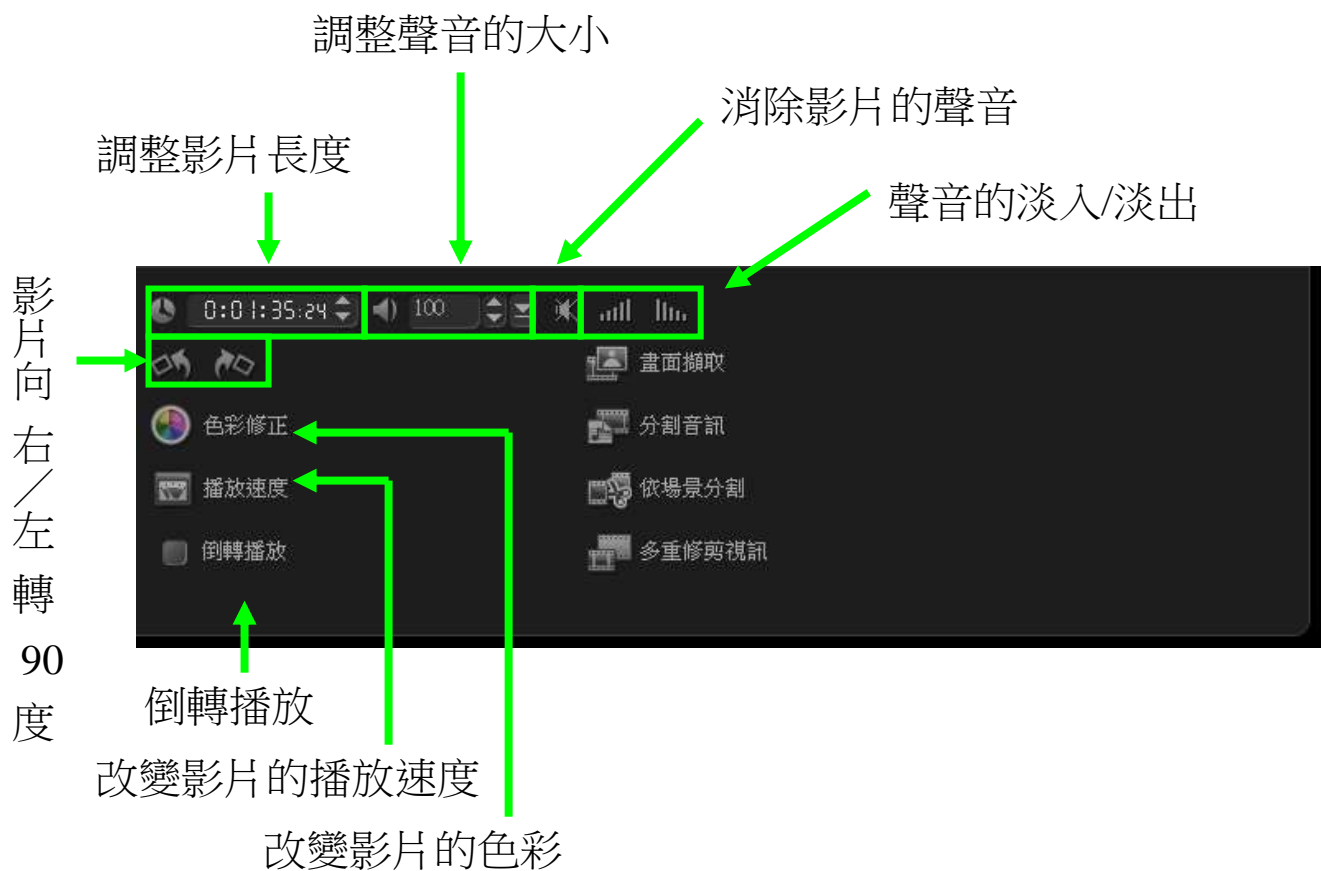 調整聲音的大小
消除影片的聲音
調整影片長度
聲音的淡入/淡出
影片向右／左轉90度
0:01:35:24
100
畫面擷取
色彩修正
分割音訊
播放速度
依場景分割
倒轉播放
多重修剪視訊
倒轉播放
改變影片的播放速度
改變影片的色彩